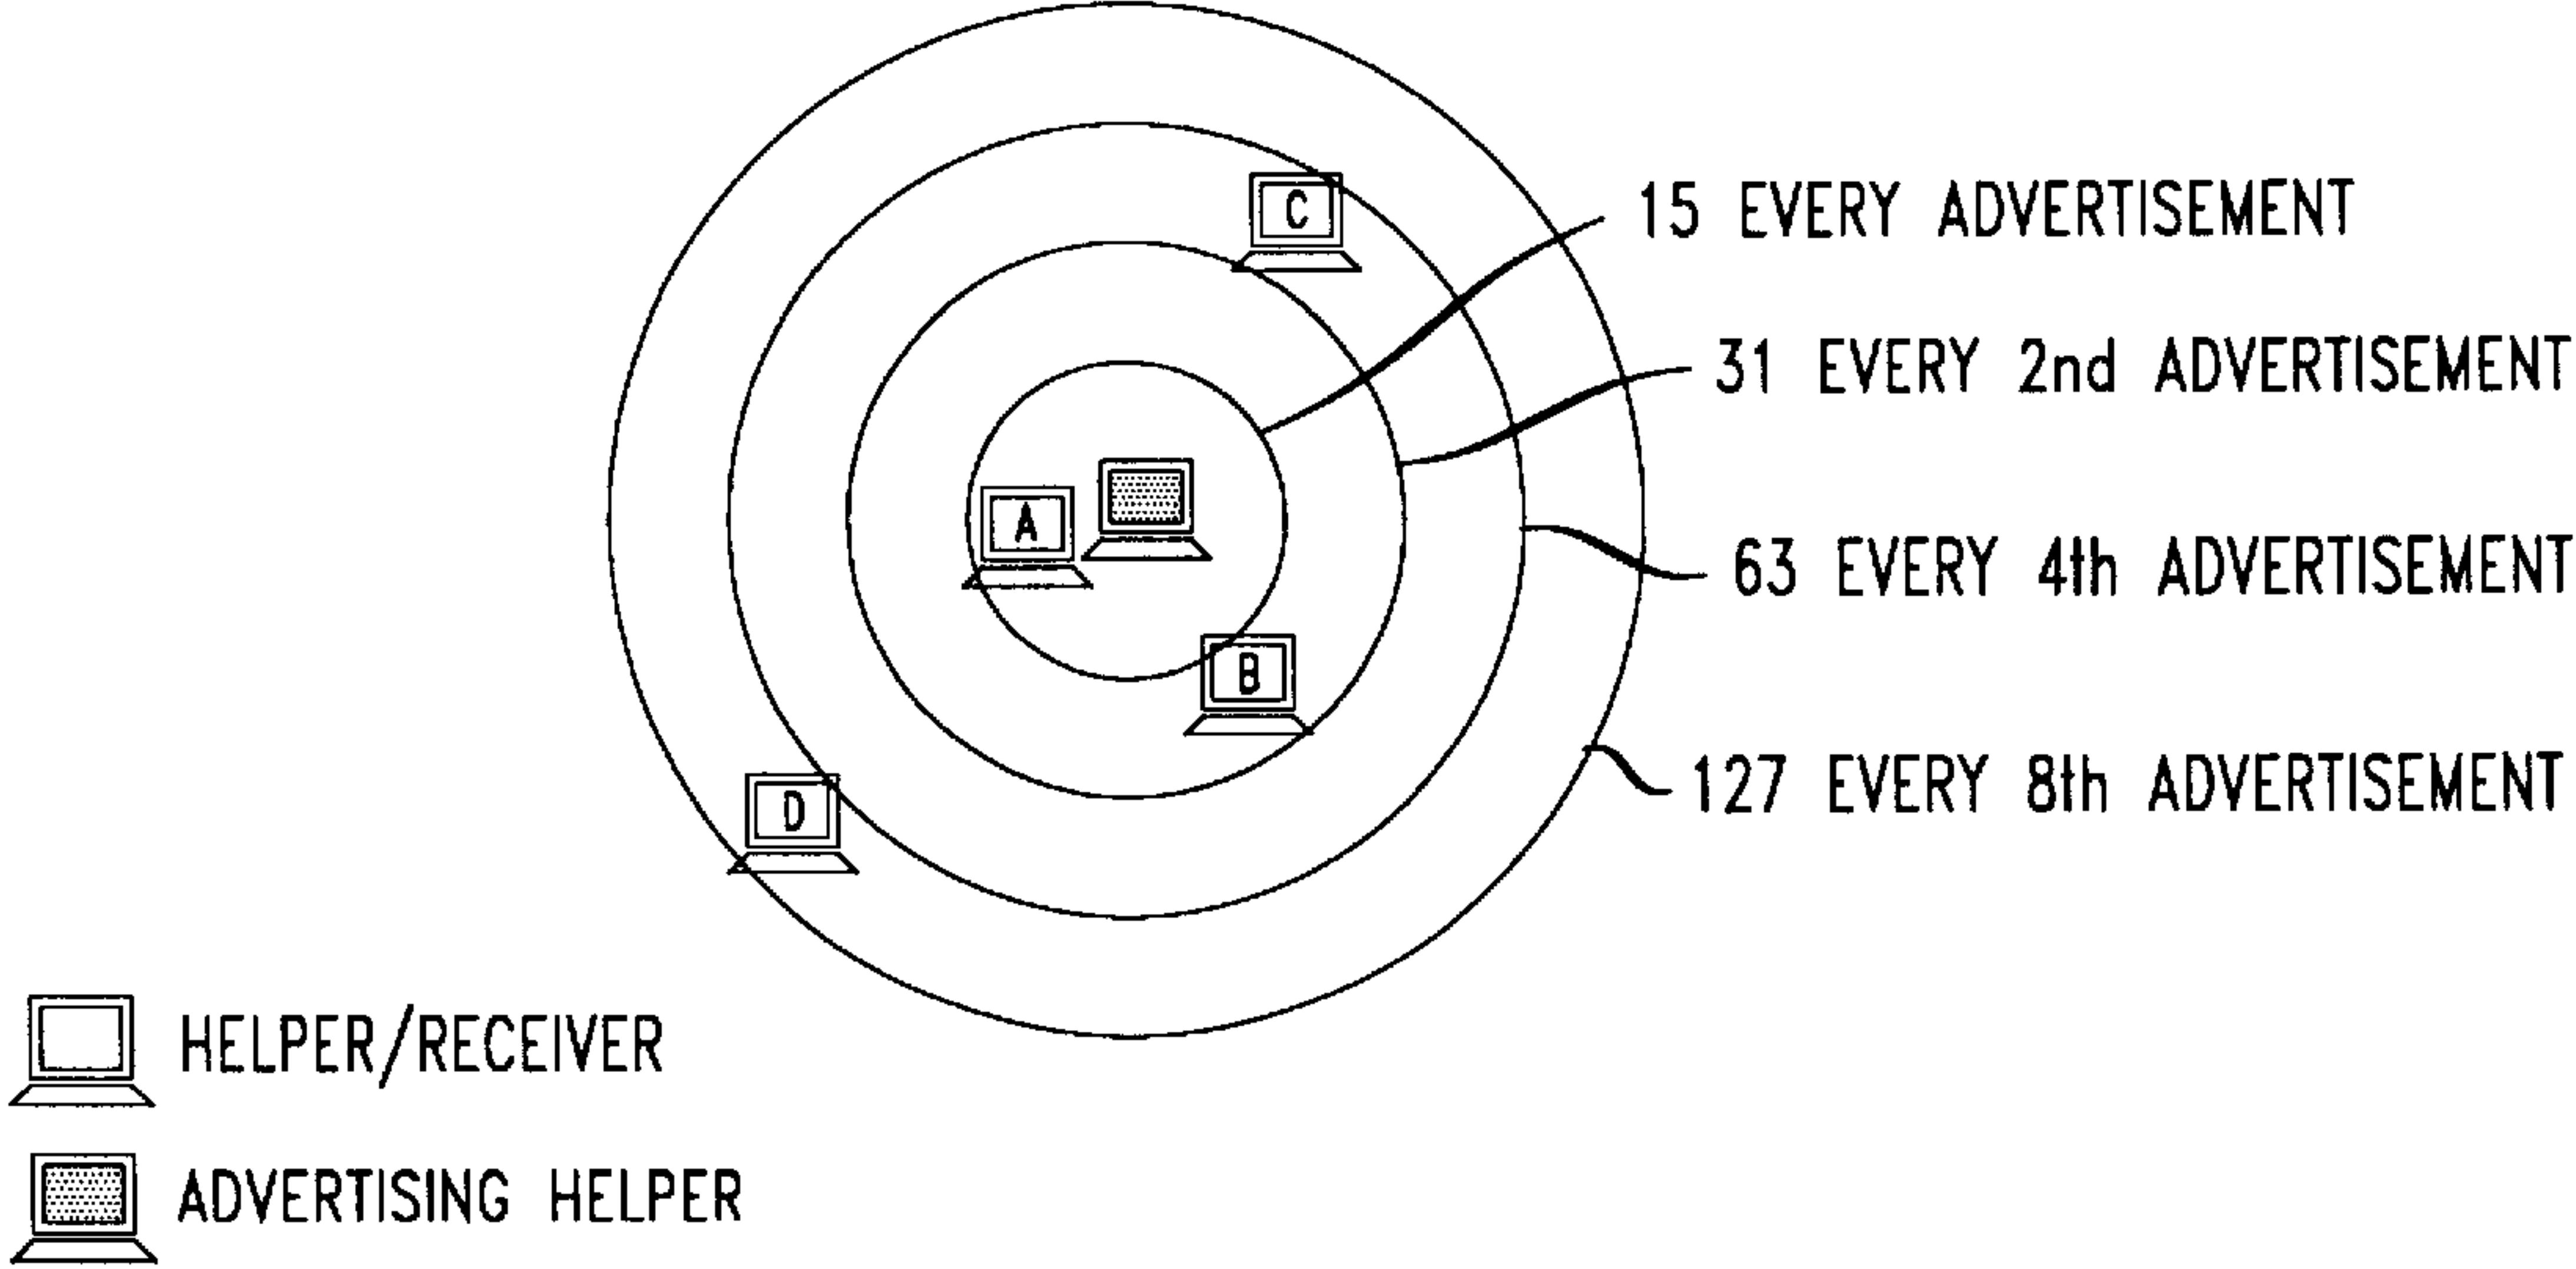 C
15 EVERY ADVERTISEMENT
31 EVERY 2nd ADVERTISEMENT
A
63 EVERY 4th ADVERTISEMENT
B
D
127 EVERY 8th ADVERTISEMENT
HELPER/RECEIVER
ADVERTISING HELPER